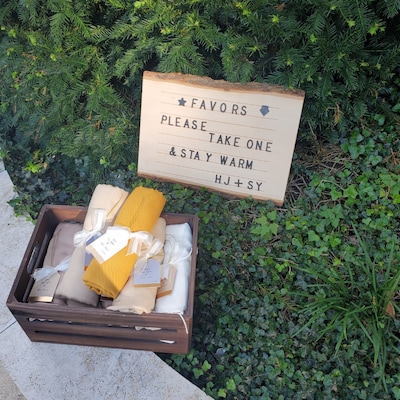 FAVORS
PLEASE
TAKE ONE
& STAY WARM
HJ + SY